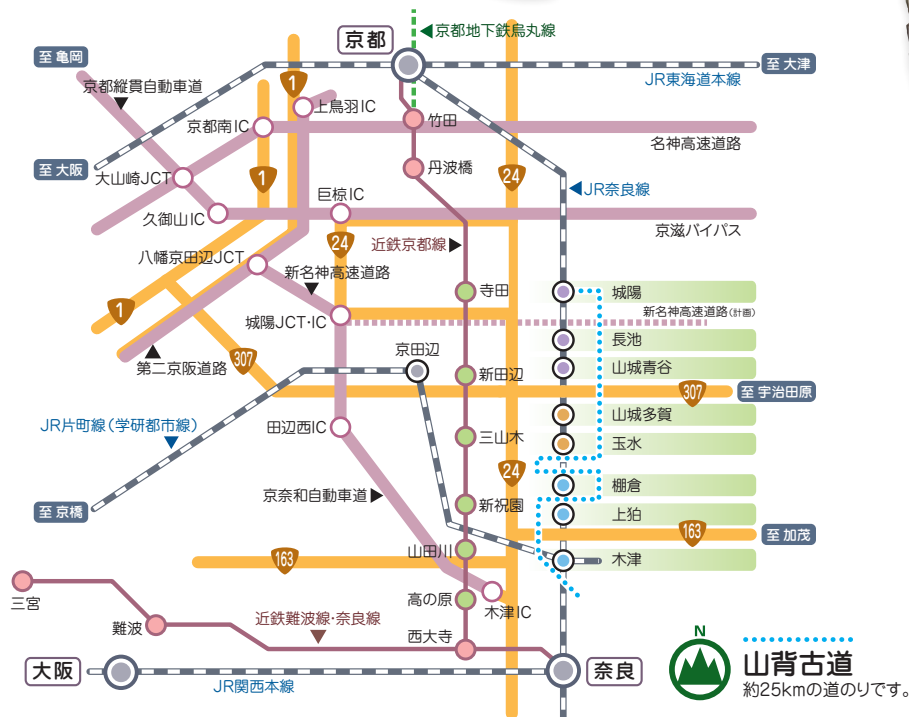 京都地下鉄烏丸線
京都
至 亀岡
至 大津
JR東海道本線
1
京都縦貫自動車道
上鳥羽IC
京都南IC
竹田
名神高速道路
至 大阪
丹波橋
大山崎JCT
1
24
JR奈良線
巨椋IC
久御山IC
京滋バイパス
24
近鉄京都線
八幡京田辺JCT
新名神高速道路
寺田
城陽
1
城陽JCT・IC
新名神高速道路(計画)
長池
京田辺
第二京阪道路
307
新田辺
山城青谷
307
至 宇治田原
山城多賀
JR片町線(学研都市線)
田辺西IC
三山木
玉水
24
京奈和自動車道
棚倉
新祝園
至 京橋
上狛
163
至 加茂
山田川
163
木津
高の原
木津IC
三宮
難波
近鉄難波線・奈良線
西大寺
大阪
JR関西本線
奈良
N
山背古道
約25kmの道のりです。